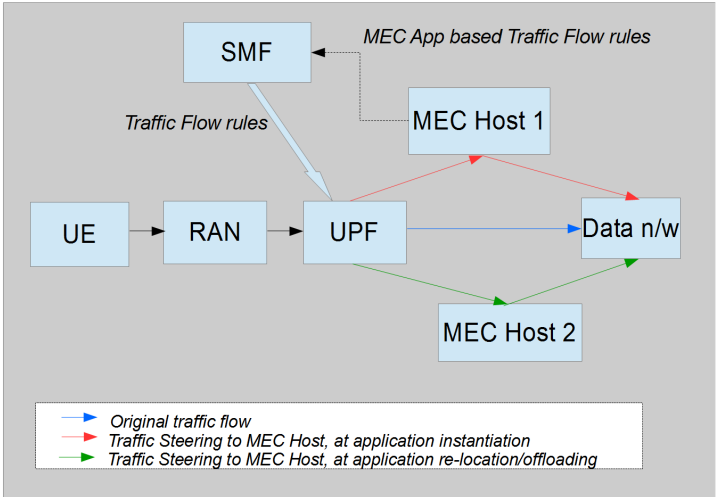 MEC App based Traffic Flow rules
SMF
Traffic Flow rules
MEC Host 1
UE
RAN
UPF
Data n/w
MEC Host 2
Original traffic flow
Traffic Steering to MEC Host, at application instantiation
Traffic Steering to MEC Host, at application re-location/offloading